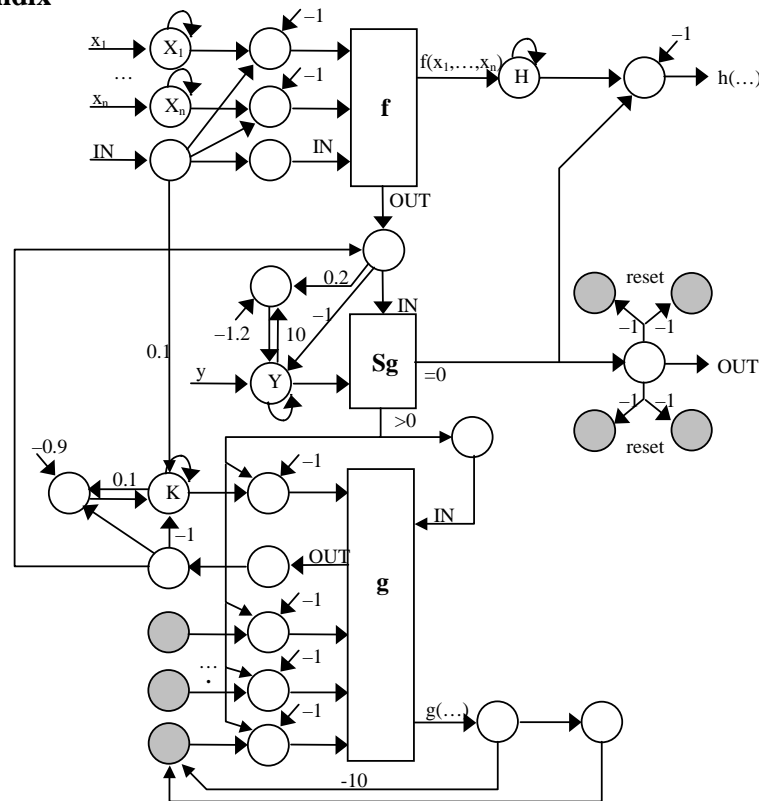 x1
X1
–1
f(x1,…,xn)
H
–1
h(…)
…
xn
Xn
–1
f
IN
IN
OUT
0.2
–1.2
10
–1
IN
reset
–1
–1
0.1
y
Y
Sg
=0
OUT
>0
–1
–1
reset
–0.9
0.1
K
–1
IN
–1
OUT
g
–1
…
.
–1
–1
g(…)
-10